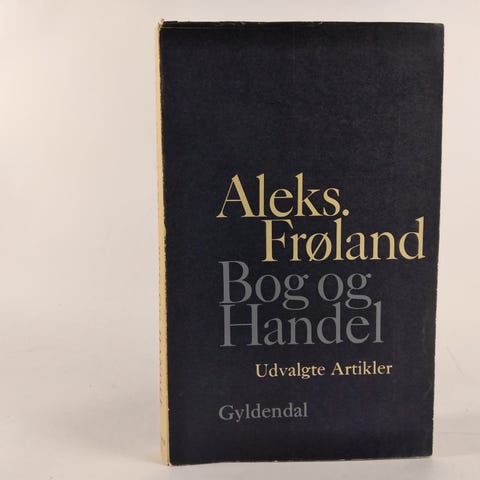 Aleks.
Frøland
Bog og
Handel
Udvalgte Artikler
Gyldendal